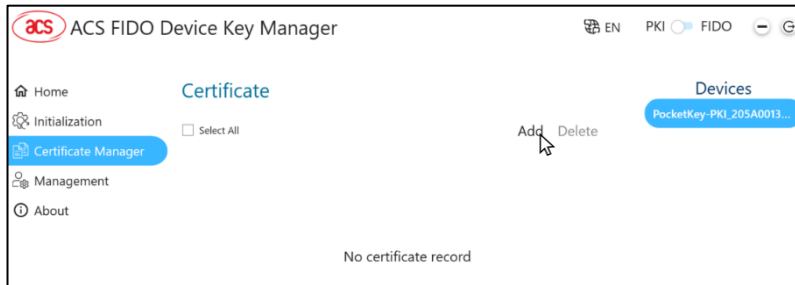 acs ACS FIDO Device Key Manager
EN PKI FIDO
Home
Initialization
Certificate Manager
Management
About
Certificate
Select All
Add Delete
No certificate record
Devices
PocketKey-PKI_205A0013...